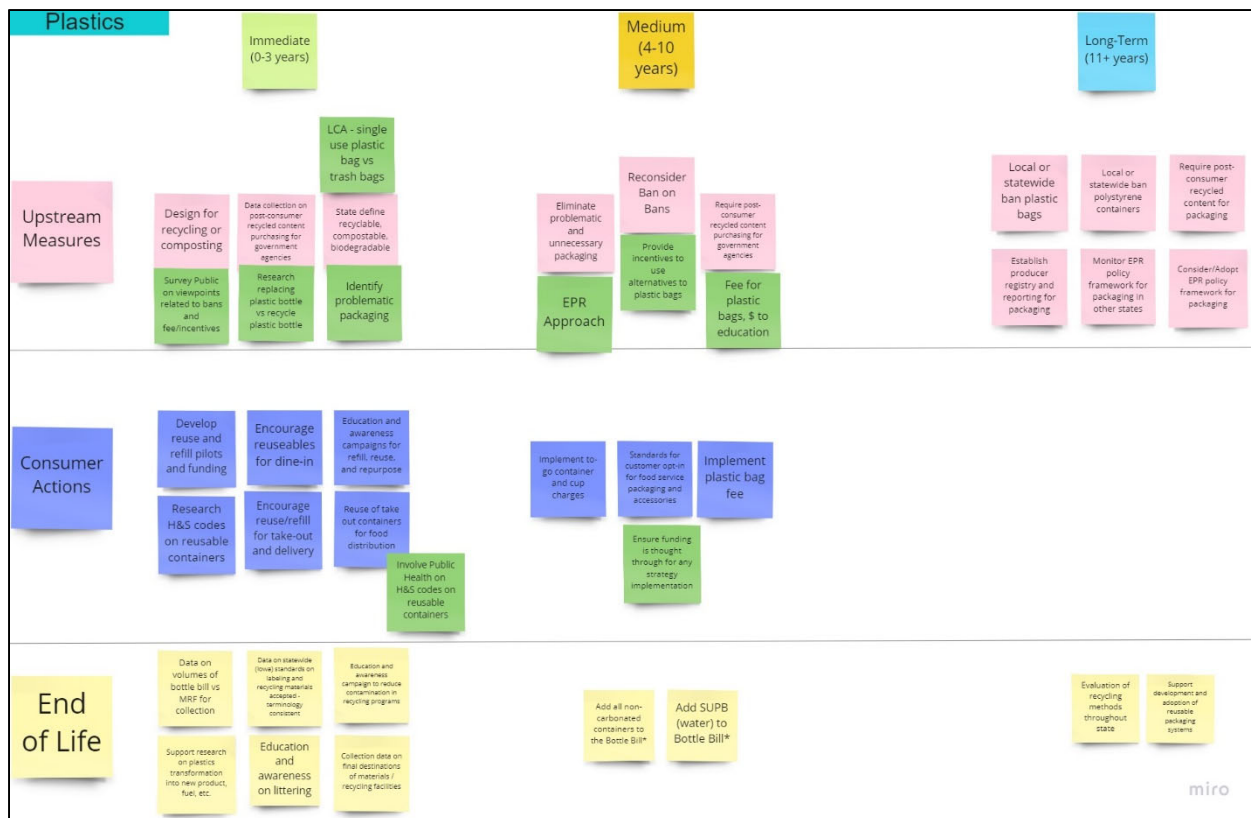 Plastics
Immediate
(0-3 years)
Medium
(4-10
years)
Long-Term
(11+ years)
Upstream
Measures
LCA - single
use plastic
bag vs
trash bags
Design for
recycling or
composting
Data collection on
post-consumer
recycled content
purchasing for
government
agencies
State define
recyclable,
compostable,
biodegradable
Survey Public
on viewpoints
related to bans
and
fee/incentives
Research
replacing
plastic bottle
vs recycle
plastic bottle
Identify
problematic
packaging
Eliminate
problematic
and
unnecessary
packaging
Reconsider
Ban on
Bans
Require post-
consumer
recycled content
purchasing for
government
agencies
EPR
Approach
Provide
incentives to
use
alternatives to
plastic bags
Fee for
plastic
bags, $ to
education
Local or
statewide
ban plastic
bags
Local or
statewide ban
polystyrene
containers
Require post-
consumer
recycled
content for
packaging
Establish
producer
registry and
reporting for
packaging
Monitor EPR
policy
framework for
packaging in
other states
Consider/Adopt
EPR policy
framework for
packaging
Consumer
Actions
Develop
reuse and
refill pilots
and funding
Encourage
reuseables
for dine-in
Education and
awareness
campaigns for
refill, reuse,
and repurpose
Research
H&S codes
on reusable
containers
Encourage
reuse/refill
for take-out
and delivery
Reuse of take
out containers
for food
distribution
Involve Public
Health on
H&S codes on
reusable
containers
Implement to-
go container
and cup
charges
Standards for
customer opt-in
for food service
packaging and
accessories
Implement
plastic bag
fee
Ensure funding
is thought
through for any
strategy
implementation
End
of Life
Data on
volumes of
bottle bill vs
MRF for
collection
Data on statewide
(Iowa) standards on
labeling and
recycling materials
accepted -
terminology
consistent
Education and
awareness
campaign to reduce
contamination in
recycling programs
Support research
on plastics
transformation
into new product,
fuel, etc.
Education
and
awareness
on littering
Collection data on
final destinations
of materials /
recycling facilities
Add all non-
carbonated
containers to
the Bottle Bill*
Add SUPB
(water) to
Bottle Bill*
Evaluation of
recycling
methods
throughout
state
Support
development and
adoption of
reusable
packaging
systems
miro